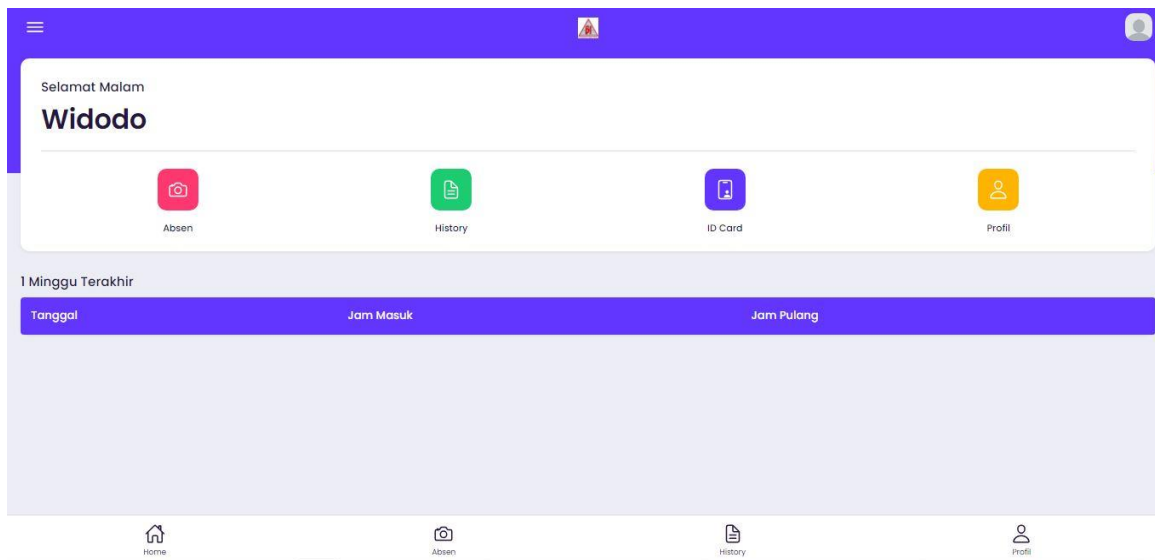 Selamat Malam
Widodo
Absen History ID Card Profil
1 Minggu Terakhir
Tanggal Jam Masuk Jam Pulang
Home Absen History Profil